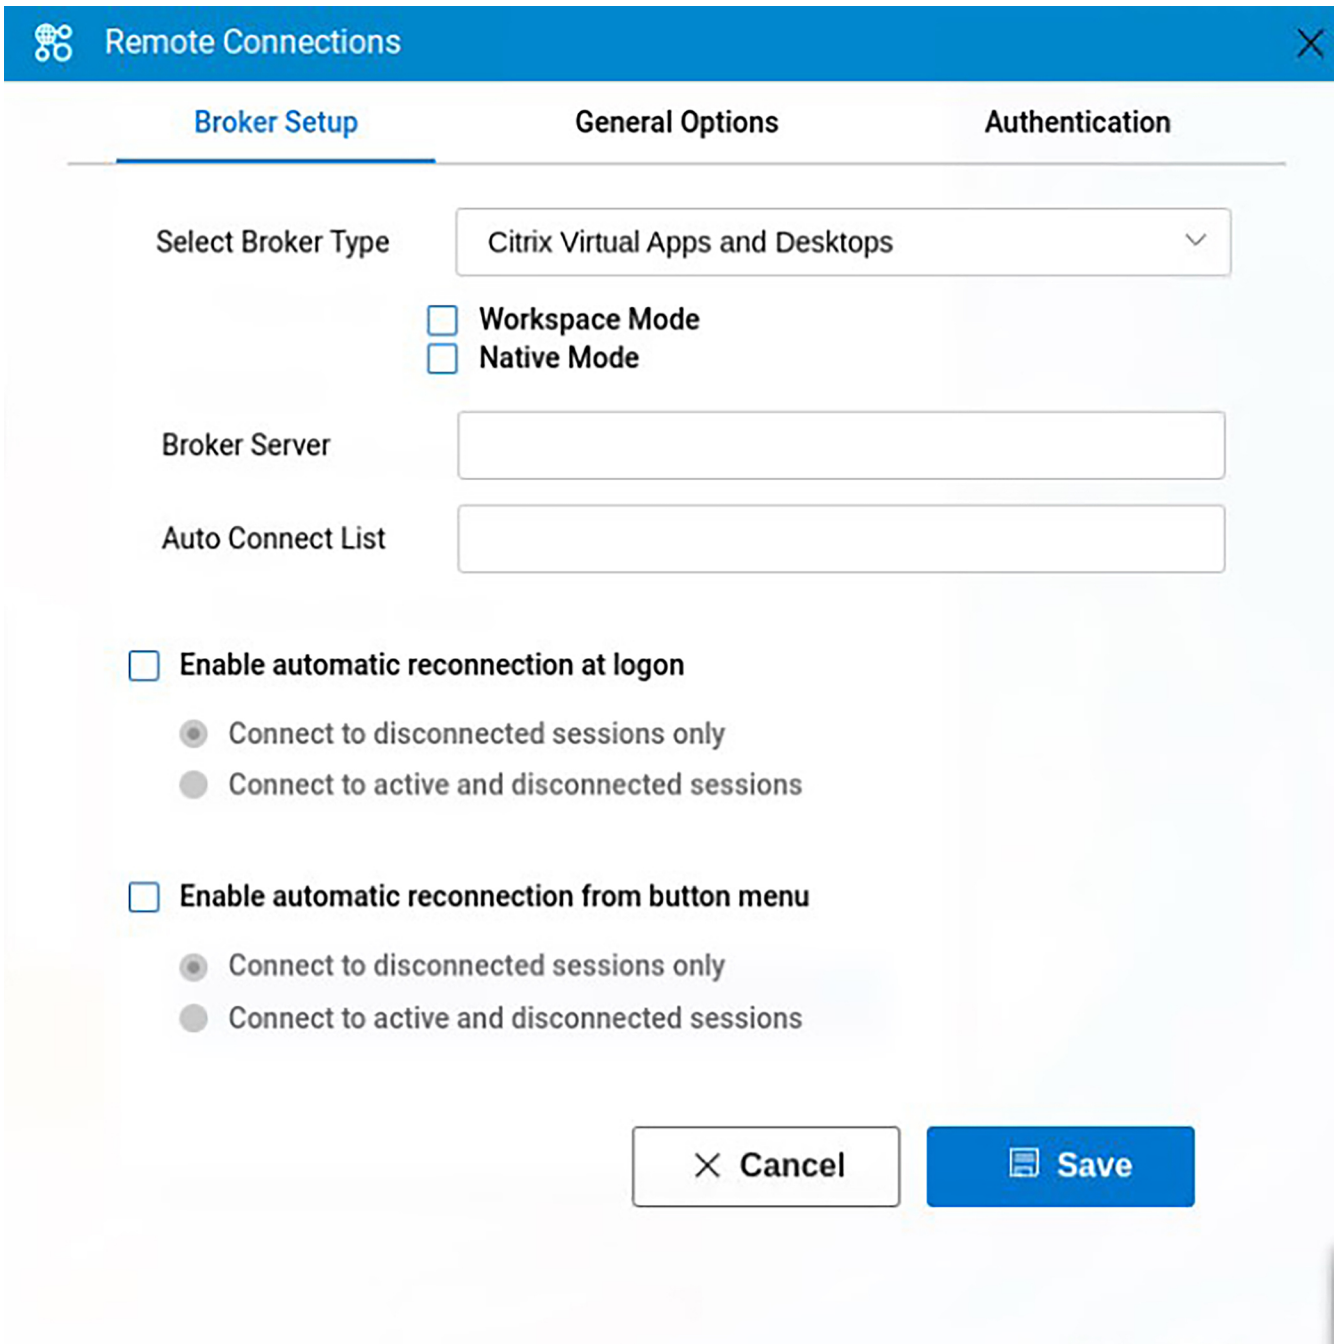 Remote Connections
Broker Setup General Options Authentication
Select Broker Type Citrix Virtual Apps and Desktops
Workspace Mode
Native Mode
Broker Server
Auto Connect List
Enable automatic reconnection at logon
Connect to disconnected sessions only
Connect to active and disconnected sessions
Enable automatic reconnection from button menu
Connect to disconnected sessions only
Connect to active and disconnected sessions
Cancel Save